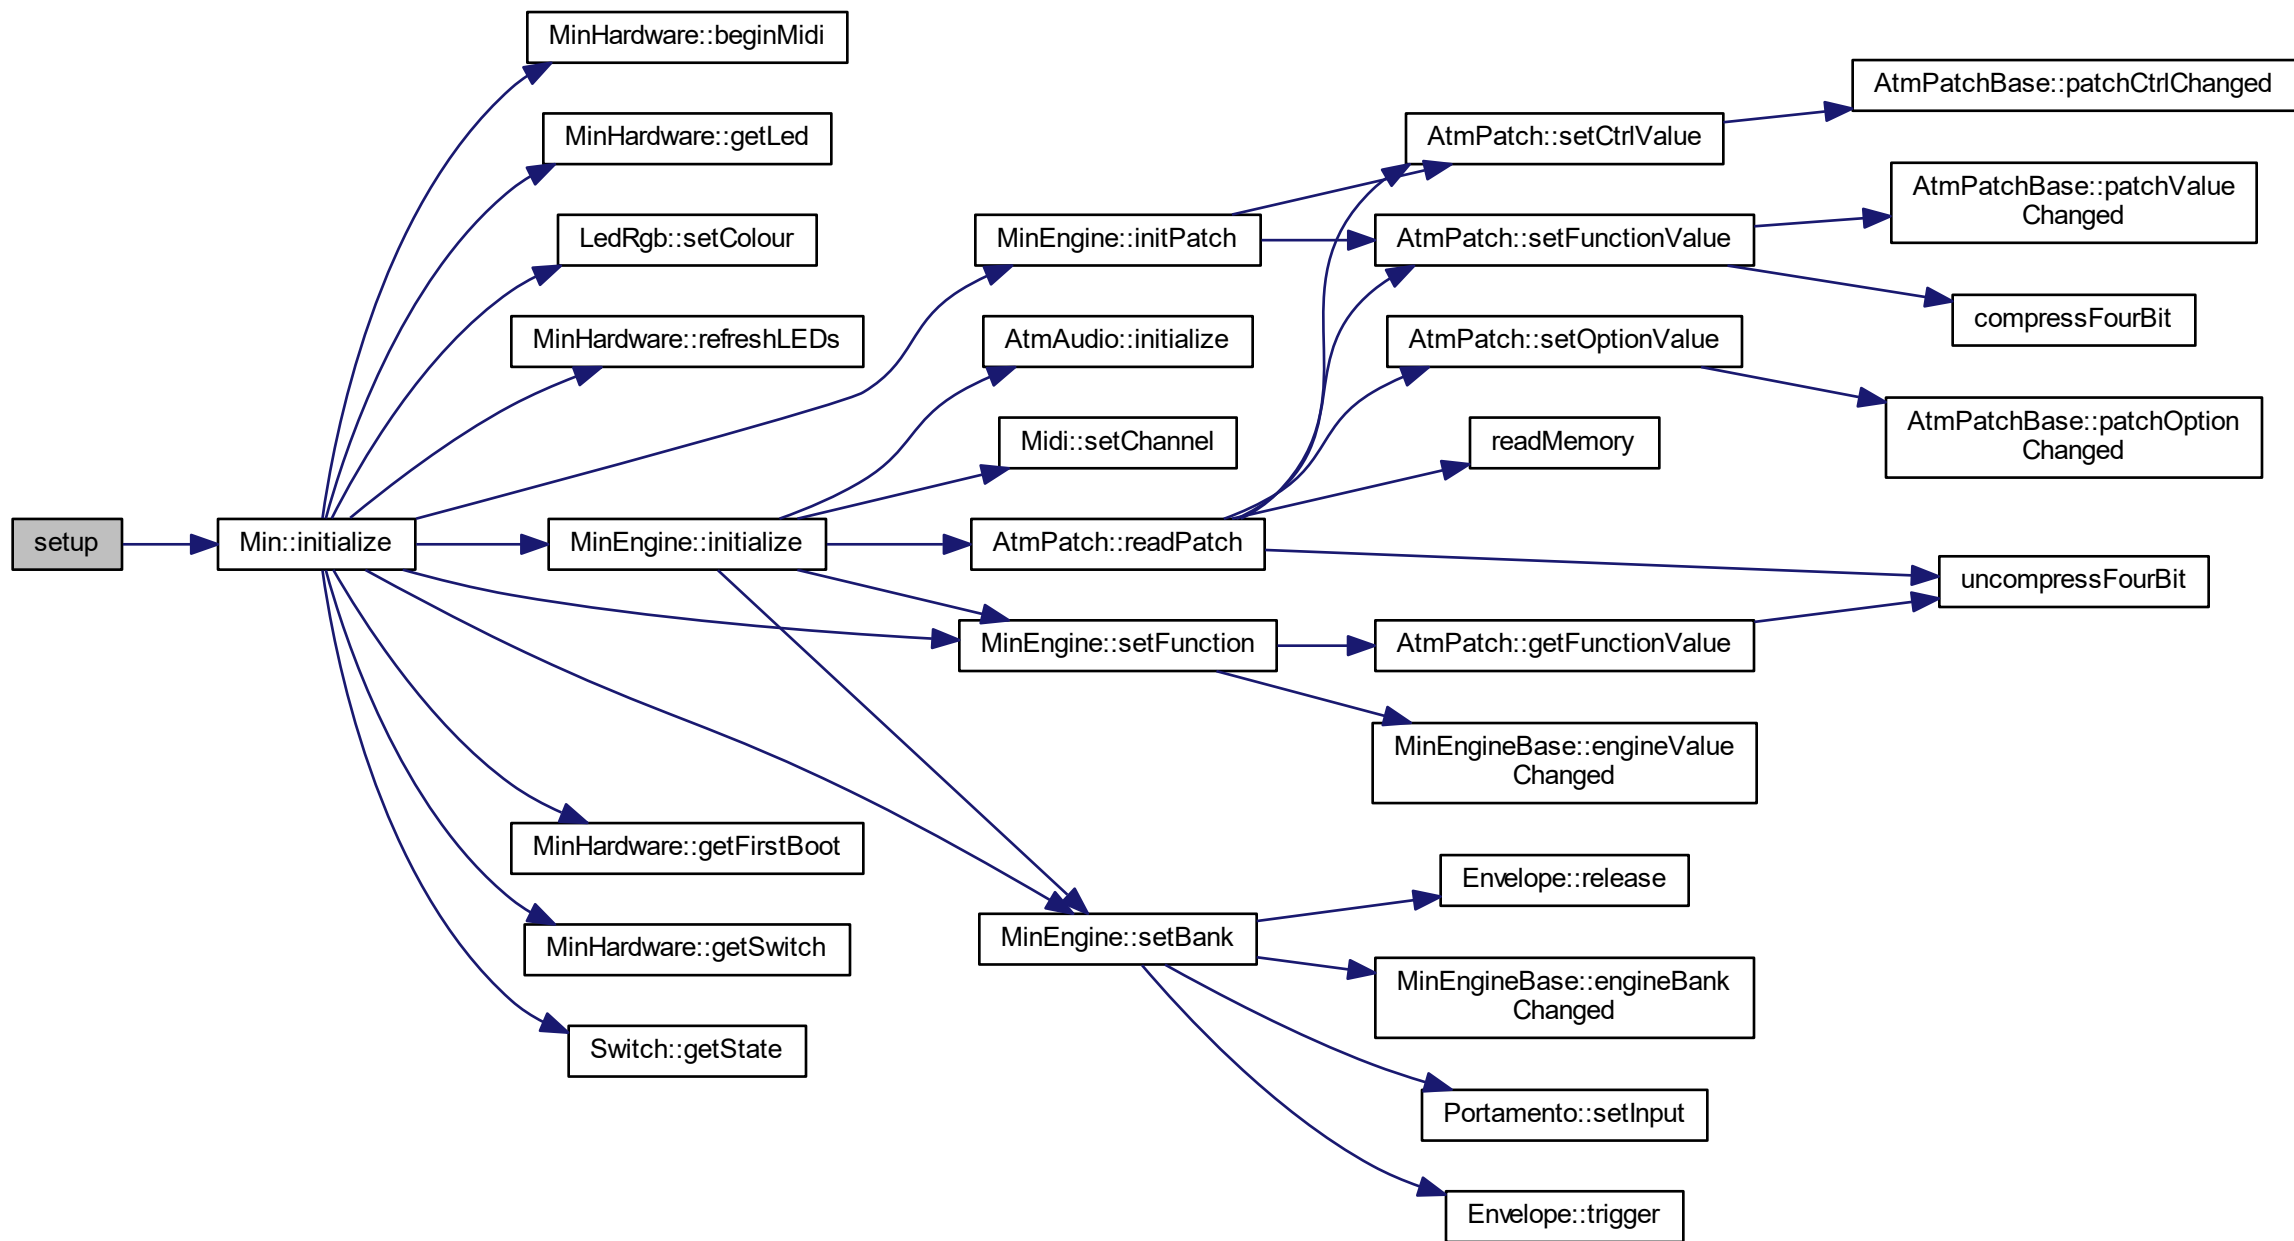 MinHardware::beginMidi
AtmPatchBase::patchCtrlChanged
MinHardware::getLed
AtmPatch::setCtrlValue
AtmPatchBase::patchValue
Changed
LedRgb::setColour
MinEngine::initPatch
AtmPatch::setFunctionValue
compressFourBit
MinHardware::refreshLEDs
AtmAudio::initialize
AtmPatch::setOptionValue
AtmPatchBase::patchOption
Changed
Midi::setChannel
readMemory
setup
Min::initialize
MinEngine::initialize
AtmPatch::readPatch
uncompressFourBit
MinEngine::setFunction
AtmPatch::getFunctionValue
MinEngineBase::engineValue
Changed
MinHardware::getFirstBoot
Envelope::release
MinHardware::getSwitch
MinEngine::setBank
MinEngineBase::engineBank
Changed
Switch::getState
Portamento::setInput
Envelope::trigger